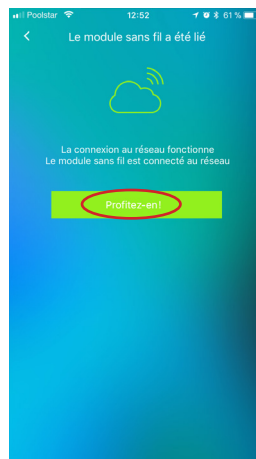 Poolstar 12:52 61 %
Le module sans fil a été lié
La connexion au réseau fonctionne
Le module sans fil est connecté au réseau
Profitez-en!